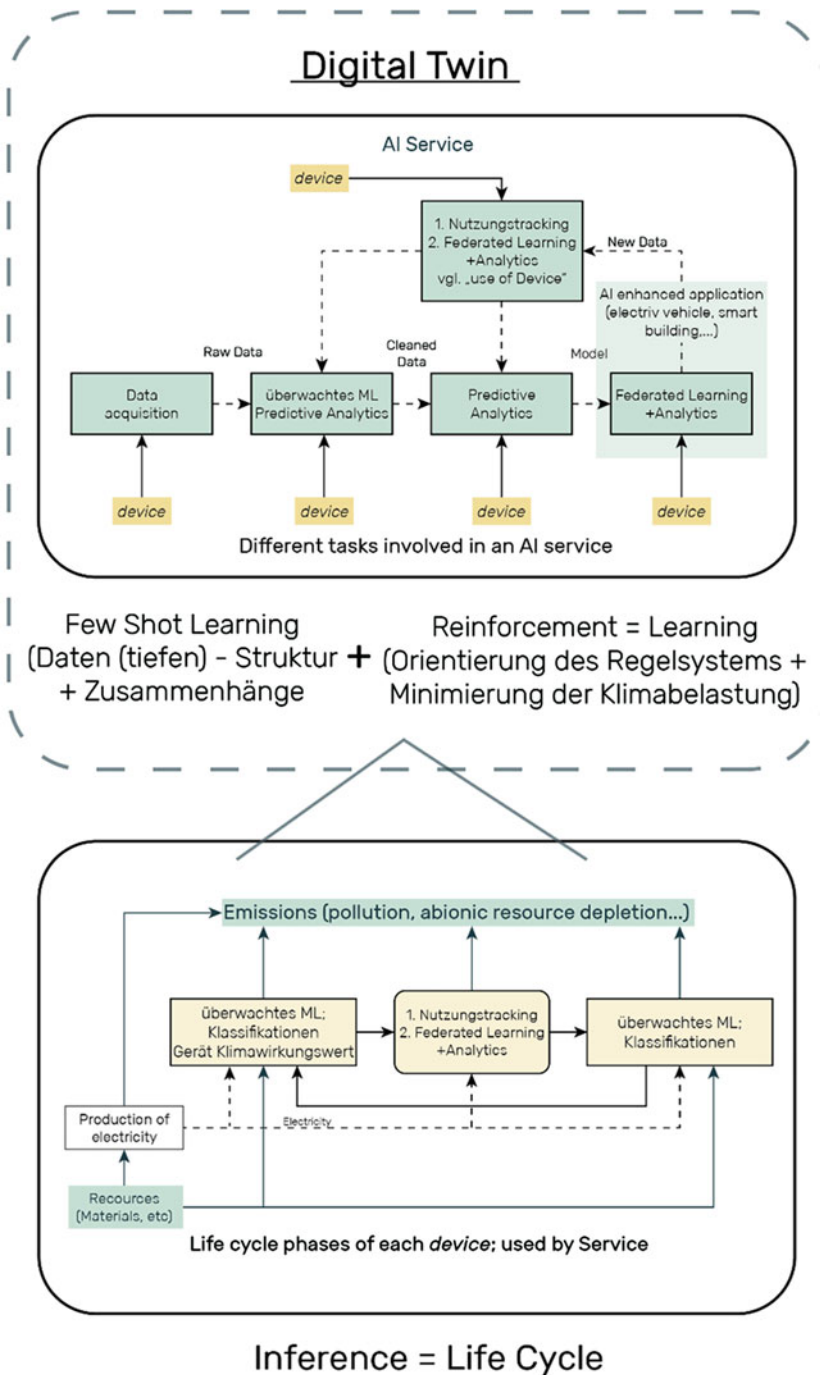 Digital Twin
AI Service
device
1. Nutzungstracking
2. Federated Learning
+Analytics
vgl. „use of Device"
New Data
AI enhanced application
(electriv vehicle, smart
building,...)
Raw Data
Cleaned
Data
Model
Data
acquisition
überwachtes ML
Predictive Analytics
Predictive
Analytics
Federated Learning
+Analytics
device
device
device
device
Different tasks involved in an AI service
Few Shot Learning
(Daten (tiefen) - Struktur
+ Zusammenhänge
+
Reinforcement = Learning
(Orientierung des Regelsystems +
Minimierung der Klimabelastung)
Emissions (pollution, abionic resource depletion...)
überwachtes ML;
Klassifikationen
Gerät Klimawirkungswert
1. Nutzungstracking
2. Federated Learning
+Analytics
überwachtes ML;
Klassifikationen
Production of
electricity
Electricity
Recources
(Materials, etc)
Life cycle phases of each device; used by Service
Inference = Life Cycle